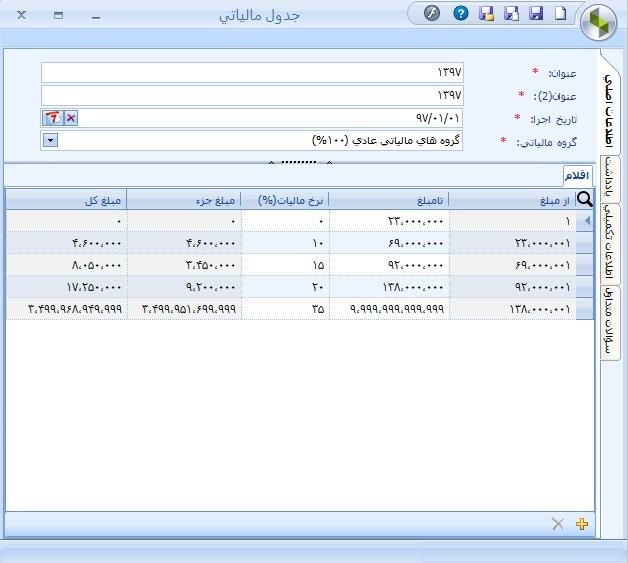 جدول مالیاتي
عنوان: * ۱۳۹۷
عنوان(2): * ۱۳۹۷
تاریخ اجرا: * ۹۷/۰۱/۰۱
گروه مالیاتی: * گروه هاي مالیاتی عادي (۱۰۰%)
اقلام
از مبلغ تامبلغ نرخ مالیات(%) مبلغ جزء مبلغ کل
۱ ۲۳،۰۰۰،۰۰۰ ۰ ۰ ۰
۲۳،۰۰۰،۰۰۱ ۶۹،۰۰۰،۰۰۰ ۱۰ ۴،۶۰۰،۰۰۰ ۴،۶۰۰،۰۰۰
۶۹،۰۰۰،۰۰۱ ۹۲،۰۰۰،۰۰۰ ۱۵ ۳،۴۵۰،۰۰۰ ۸،۰۵۰،۰۰۰
۹۲،۰۰۰،۰۰۱ ۱۳۸،۰۰۰،۰۰۰ ۲۰ ۹،۲۰۰،۰۰۰ ۱۷،۲۵۰،۰۰۰
۱۳۸،۰۰۰،۰۰۱ ۹،۹۹۹،۹۹۹،۹۹۹،۹۹۹ ۳۵ ۳،۴۹۹،۹۵۱،۶۹۹،۹۹۹ ۳،۴۹۹،۹۶۸،۹۴۹،۹۹۹
اطلاعات اصلي
یادداشت
اطلاعات تکمیلي
سوالات متداول